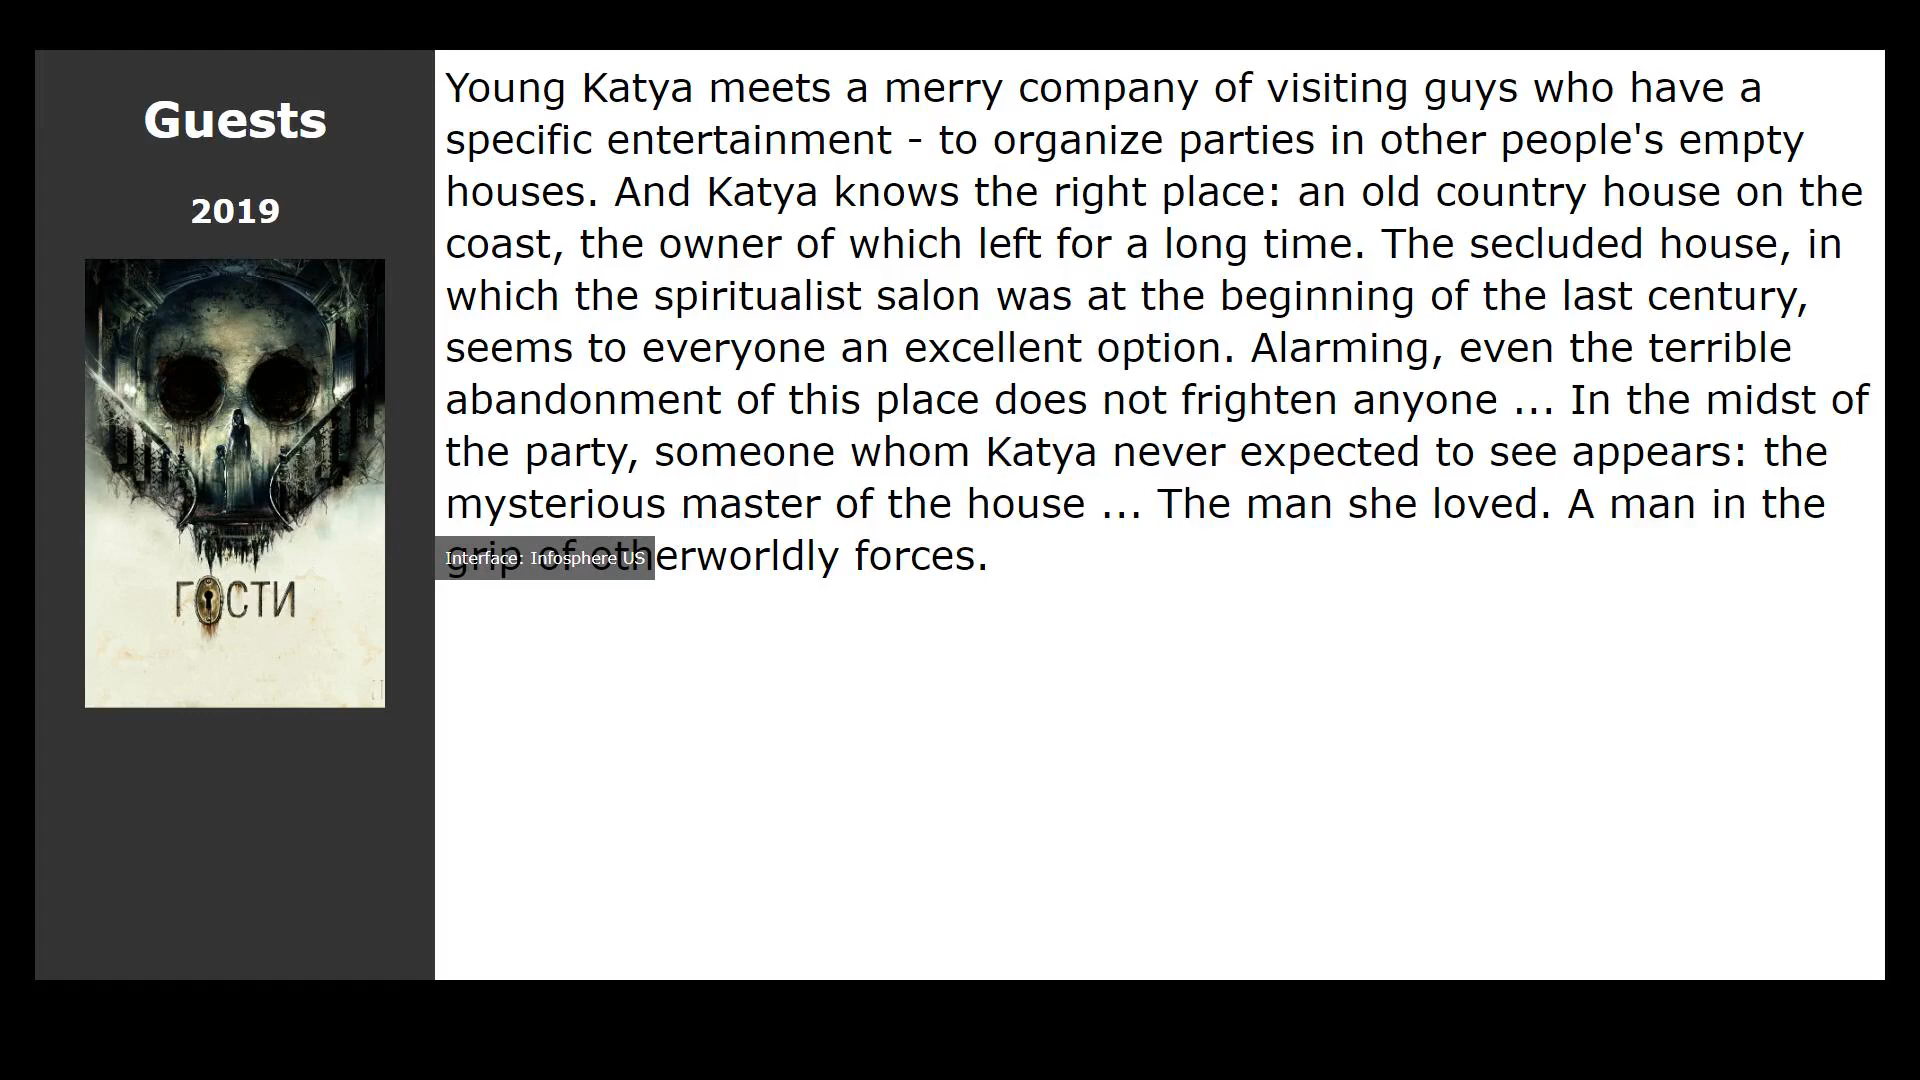 Guests
2019
ГОСТИ
Young Katya meets a merry company of visiting guys who have a
specific entertainment - to organize parties in other people's empty
houses. And Katya knows the right place: an old country house on the
coast, the owner of which left for a long time. The secluded house, in
which the spiritualist salon was at the beginning of the last century,
seems to everyone an excellent option. Alarming, even the terrible
abandonment of this place does not frighten anyone ... In the midst of
the party, someone whom Katya never expected to see appears: the
mysterious master of the house ... The man she loved. A man in the
grip of otherworldly forces.
Interface: Infosphere US